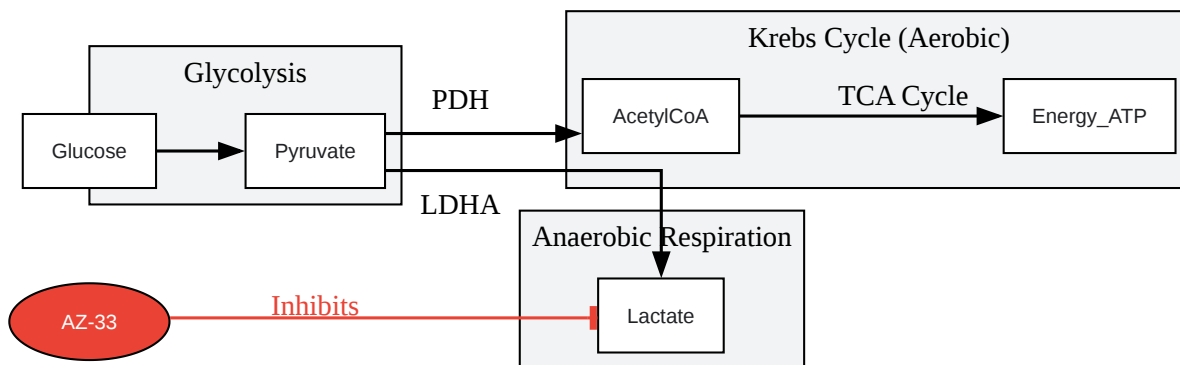 Krebs Cycle (Aerobic)
Glycolysis
PDH
TCA Cycle
AcetylCoA
Energy_ATP
Glucose
Pyruvate
LDHA
Anaerobic Respiration
Inhibits
AZ-33
Lactate